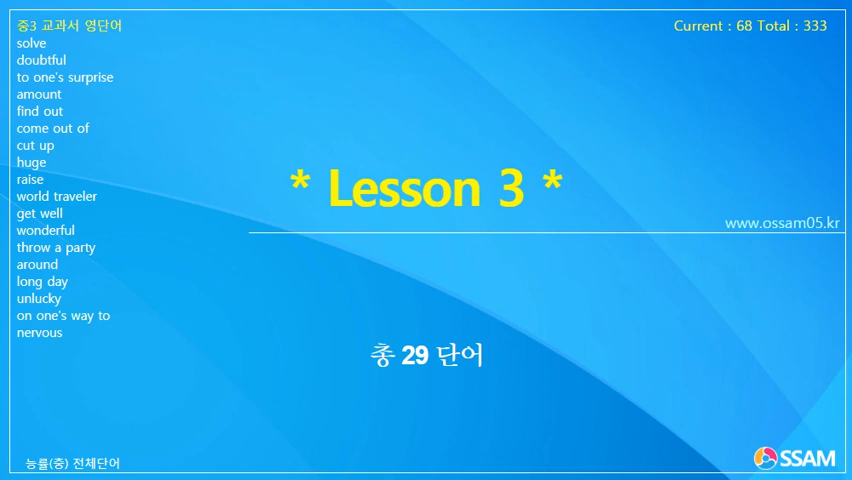 중3 교과서 영단어
Current : 68 Total : 333
solve
doubtful
to one's surprise
amount
find out
come out of
cut up
huge
raise
world traveler
get well
wonderful
throw a party
around
long day
unlucky
on one's way to
nervous
* Lesson 3 *
www.ossam05.kr
총 29 단어
능률(중) 전체단어
OSSAM